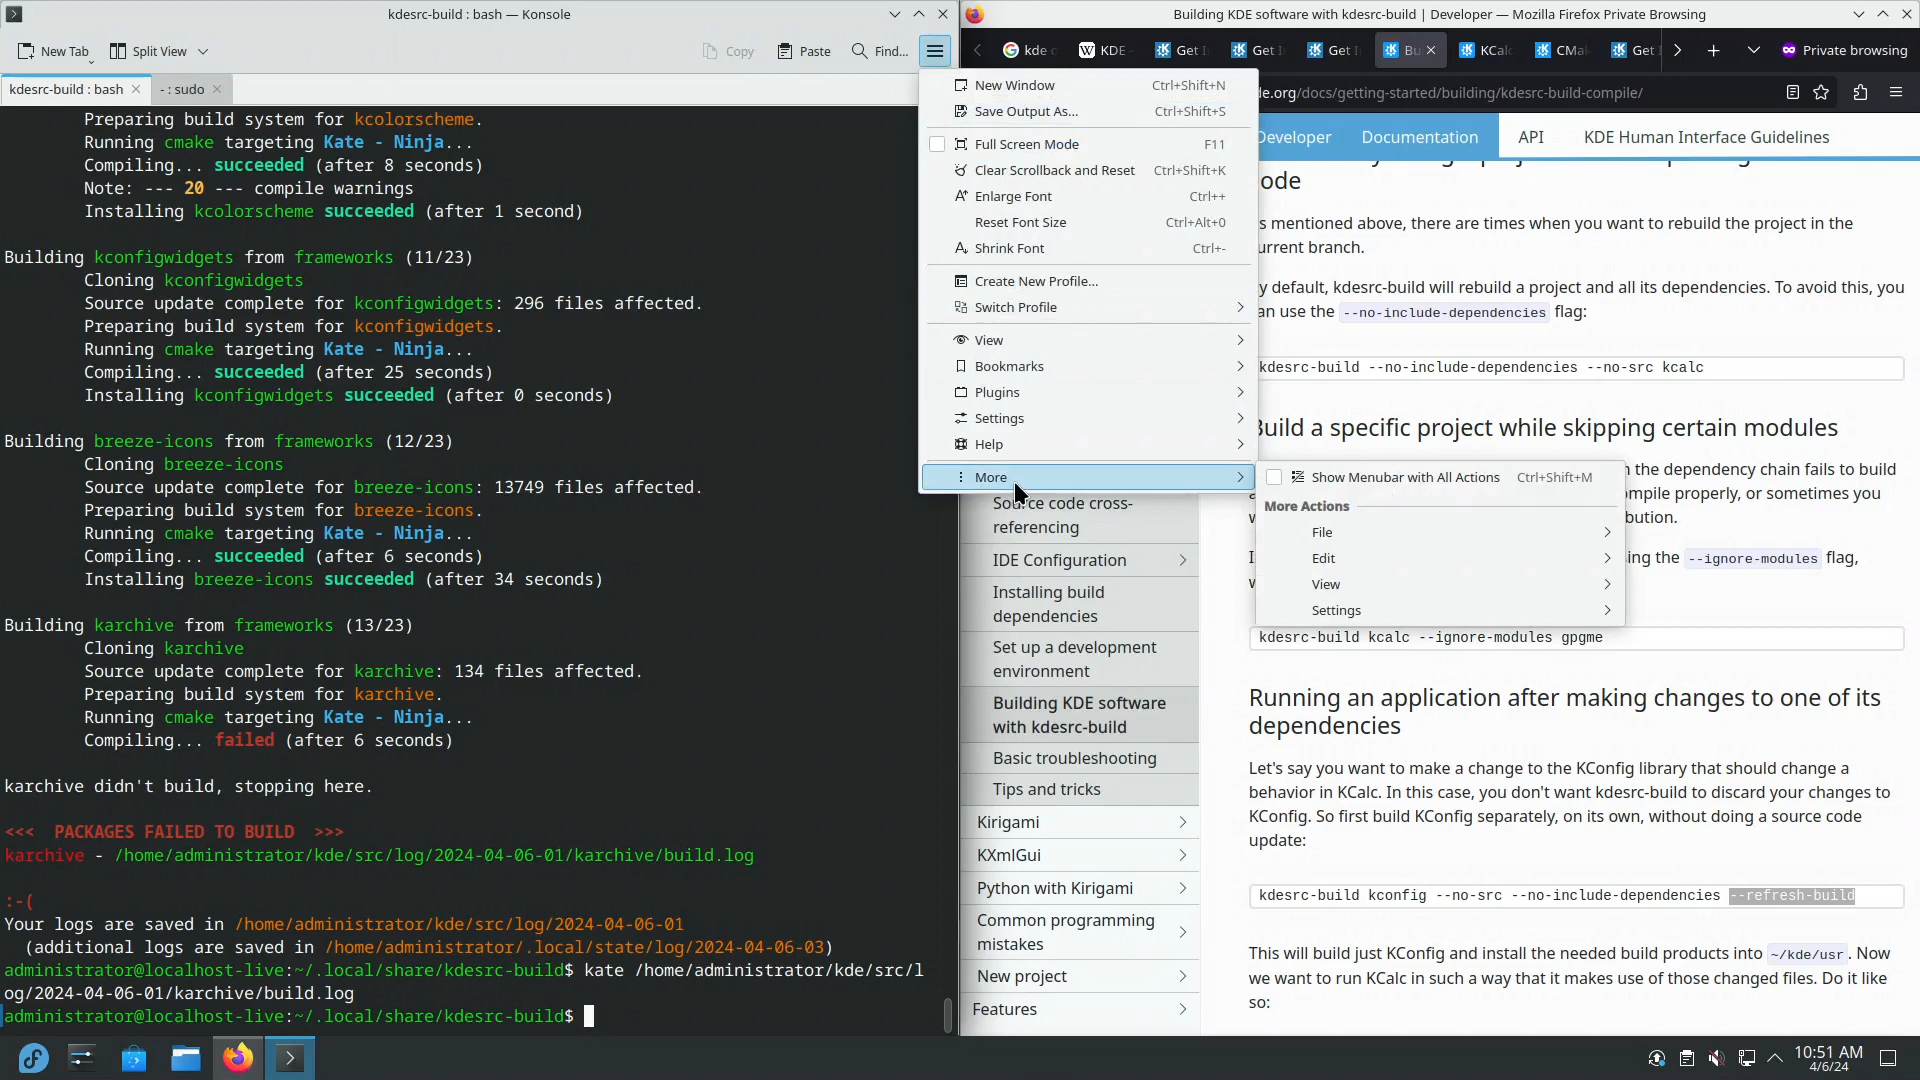 kdesrc-build : bash — Konsole
New Tab
Split View
Copy
Paste
Find...
kdesrc-build : bash
- : sudo
Preparing build system for kcolorscheme.
Running cmake targeting Kate - Ninja...
Compiling... succeeded (after 8 seconds)
Note: --- 20 --- compile warnings
Installing kcolorscheme succeeded (after 1 second)
Building kconfigwidgets from frameworks (11/23)
Cloning kconfigwidgets
Source update complete for kconfigwidgets: 296 files affected.
Preparing build system for kconfigwidgets.
Running cmake targeting Kate - Ninja...
Compiling... succeeded (after 25 seconds)
Installing kconfigwidgets succeeded (after 0 seconds)
Building breeze-icons from frameworks (12/23)
Cloning breeze-icons
Source update complete for breeze-icons: 13749 files affected.
Preparing build system for breeze-icons.
Running cmake targeting Kate - Ninja...
Compiling... succeeded (after 6 seconds)
Installing breeze-icons succeeded (after 34 seconds)
Building karchive from frameworks (13/23)
Cloning karchive
Source update complete for karchive: 134 files affected.
Preparing build system for karchive.
Running cmake targeting Kate - Ninja...
Compiling... failed (after 6 seconds)
karchive didn't build, stopping here.
<<<  PACKAGES FAILED TO BUILD  >>>
karchive - /home/administrator/kde/src/log/2024-04-06-01/karchive/build.log
:-(
Your logs are saved in /home/administrator/kde/src/log/2024-04-06-01
(additional logs are saved in /home/administrator/.local/state/log/2024-04-06-03)
administrator@localhost-live:~/.local/share/kdesrc-build$ kate /home/administrator/kde/src/l
og/2024-04-06-01/karchive/build.log
administrator@localhost-live:~/.local/share/kdesrc-build$
New Window Ctrl+Shift+N
Save Output As... Ctrl+Shift+S
Full Screen Mode F11
Clear Scrollback and Reset Ctrl+Shift+K
Enlarge Font Ctrl++
Reset Font Size Ctrl+Alt+0
Shrink Font Ctrl+-
Create New Profile...
Switch Profile
View
Bookmarks
Plugins
Settings
Help
More
Show Menubar with All Actions Ctrl+Shift+M
More Actions
File
Edit
View
Settings
Building KDE software with kdesrc-build | Developer — Mozilla Firefox Private Browsing
kde o
KDE
Get I
Get I
Get I
Bu
KCal
CMa
Get I
Private browsing
de.org/docs/getting-started/building/kdesrc-build-compile/
Developer
Documentation
API
KDE Human Interface Guidelines
Source code cross-
referencing
IDE Configuration
Installing build
dependencies
Set up a development
environment
Building KDE software
with kdesrc-build
Basic troubleshooting
Tips and tricks
Kirigami
KXmlGui
Python with Kirigami
Common programming
mistakes
New project
Features
ode
s mentioned above, there are times when you want to rebuild the project in the
urrent branch.
y default, kdesrc-build will rebuild a project and all its dependencies. To avoid this, you
an use the --no-include-dependencies flag:
kdesrc-build --no-include-dependencies --no-src kcalc
Build a specific project while skipping certain modules
n the dependency chain fails to build
mpile properly, or sometimes you
bution.
ing the --ignore-modules flag,
kdesrc-build kcalc --ignore-modules gpgme
Running an application after making changes to one of its
dependencies
Let's say you want to make a change to the KConfig library that should change a
behavior in KCalc. In this case, you don't want kdesrc-build to discard your changes to
KConfig. So first build KConfig separately, on its own, without doing a source code
update:
kdesrc-build kconfig --no-src --no-include-dependencies --refresh-build
This will build just KConfig and install the needed build products into ~/kde/usr. Now
we want to run KCalc in such a way that it makes use of those changed files. Do it like
so:
10:51 AM
4/6/24